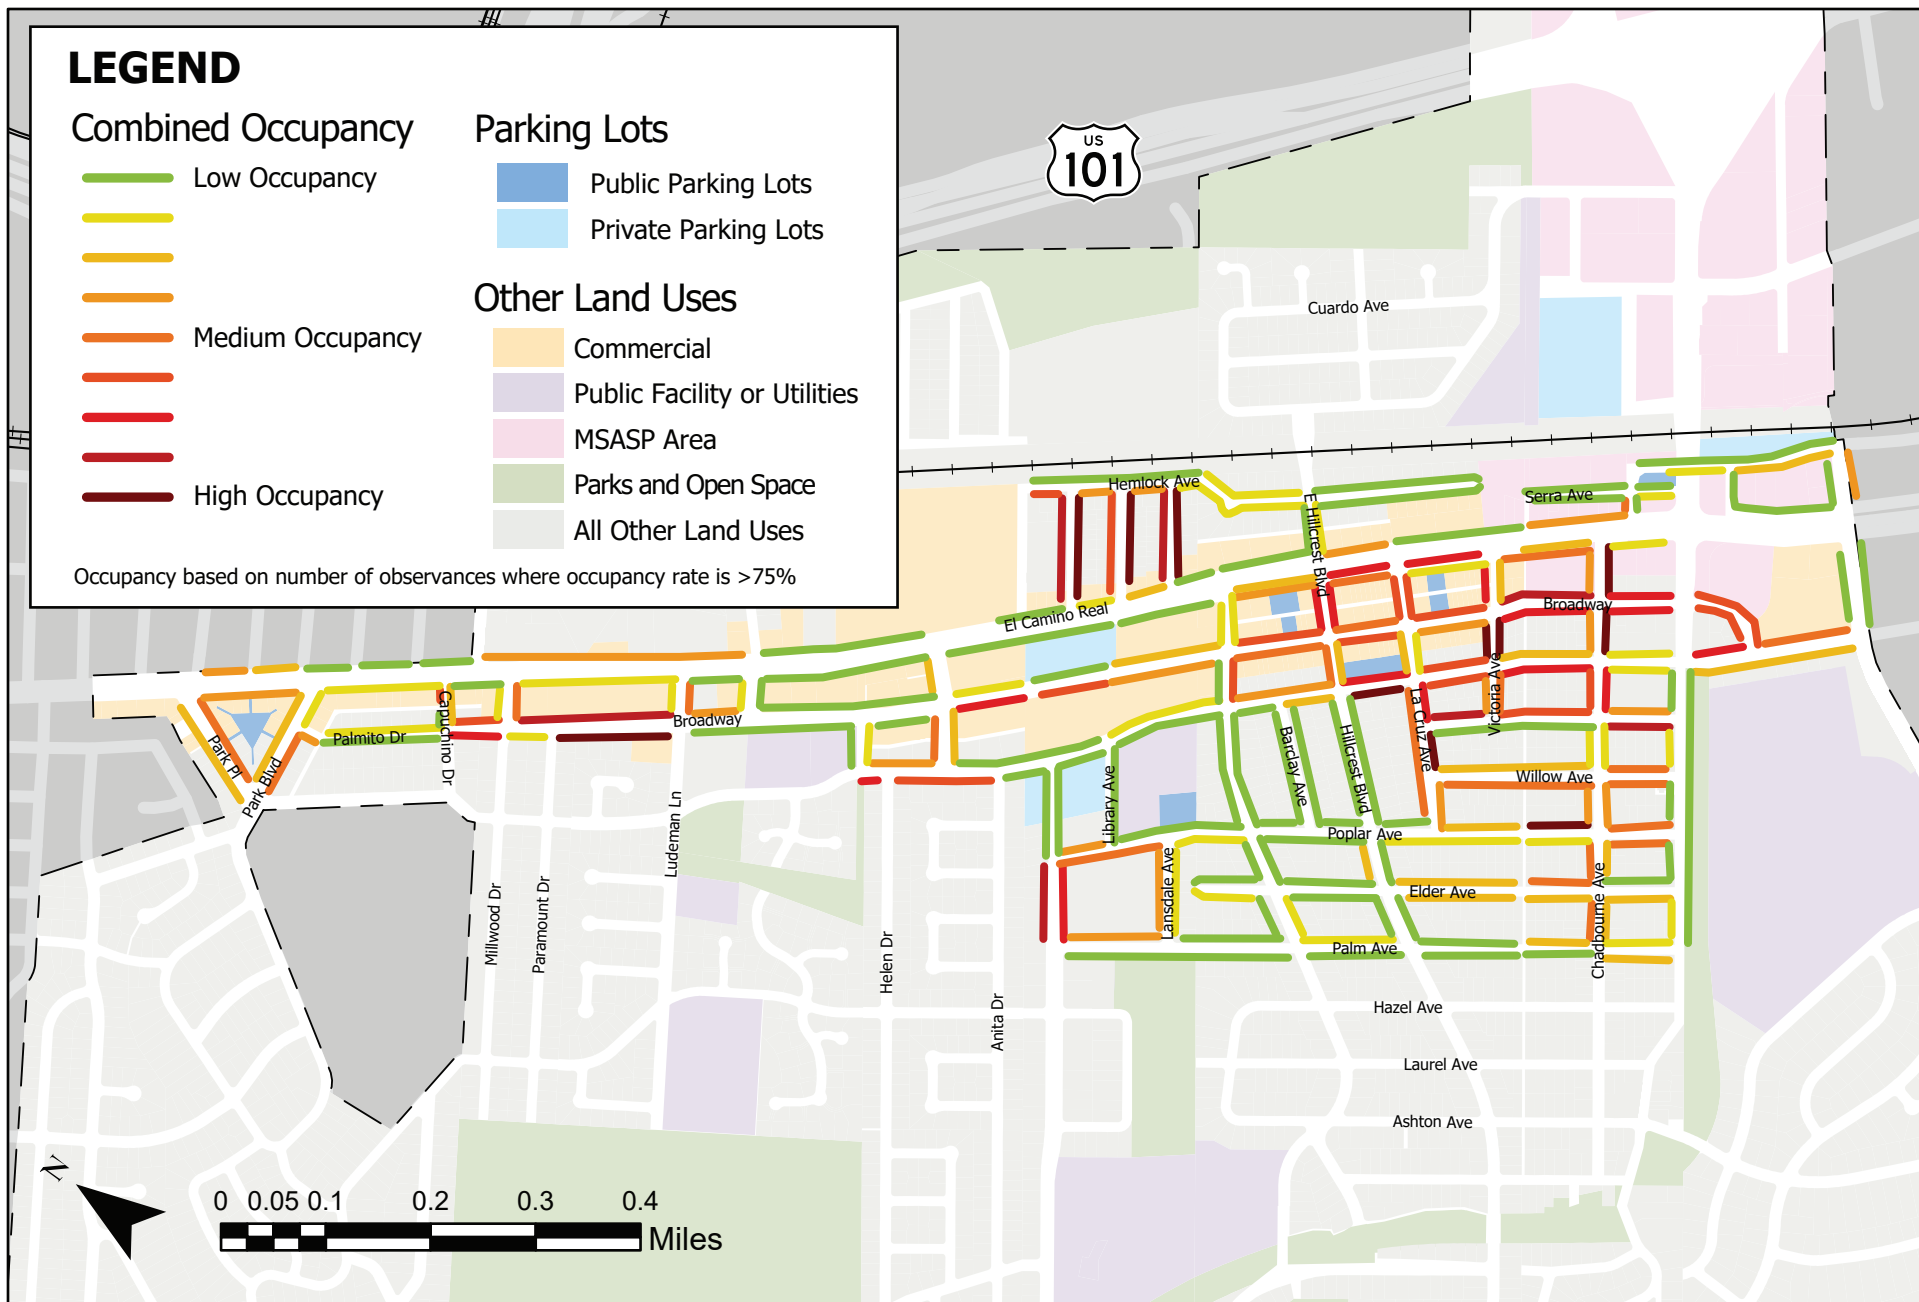 LEGEND
Combined Occupancy
Low Occupancy
Medium Occupancy
High Occupancy
Parking Lots
Public Parking Lots
Private Parking Lots
Other Land Uses
Commercial
Public Facility or Utilities
MSASP Area
Parks and Open Space
All Other Land Uses
Occupancy based on number of observances where occupancy rate is >75%
US
101
Cuardo Ave
Hemlock Ave
Serra Ave
E Hillcrest Blvd
El Camino Real
Broadway
Victoria Ave
La Cruz Ave
Capuchino Dr
Broadway
Palmito Dr
Park Pl
Park Blvd
Barclay Ave
Hillcrest Blvd
Willow Ave
Library Ave
Poplar Ave
Ludeman Ln
Lansdale Ave
Elder Ave
Chadbourne Ave
Millwood Dr
Paramount Dr
Helen Dr
Palm Ave
Anita Dr
Hazel Ave
Laurel Ave
Ashton Ave
N
0 0.05 0.1 0.2 0.3 0.4
Miles